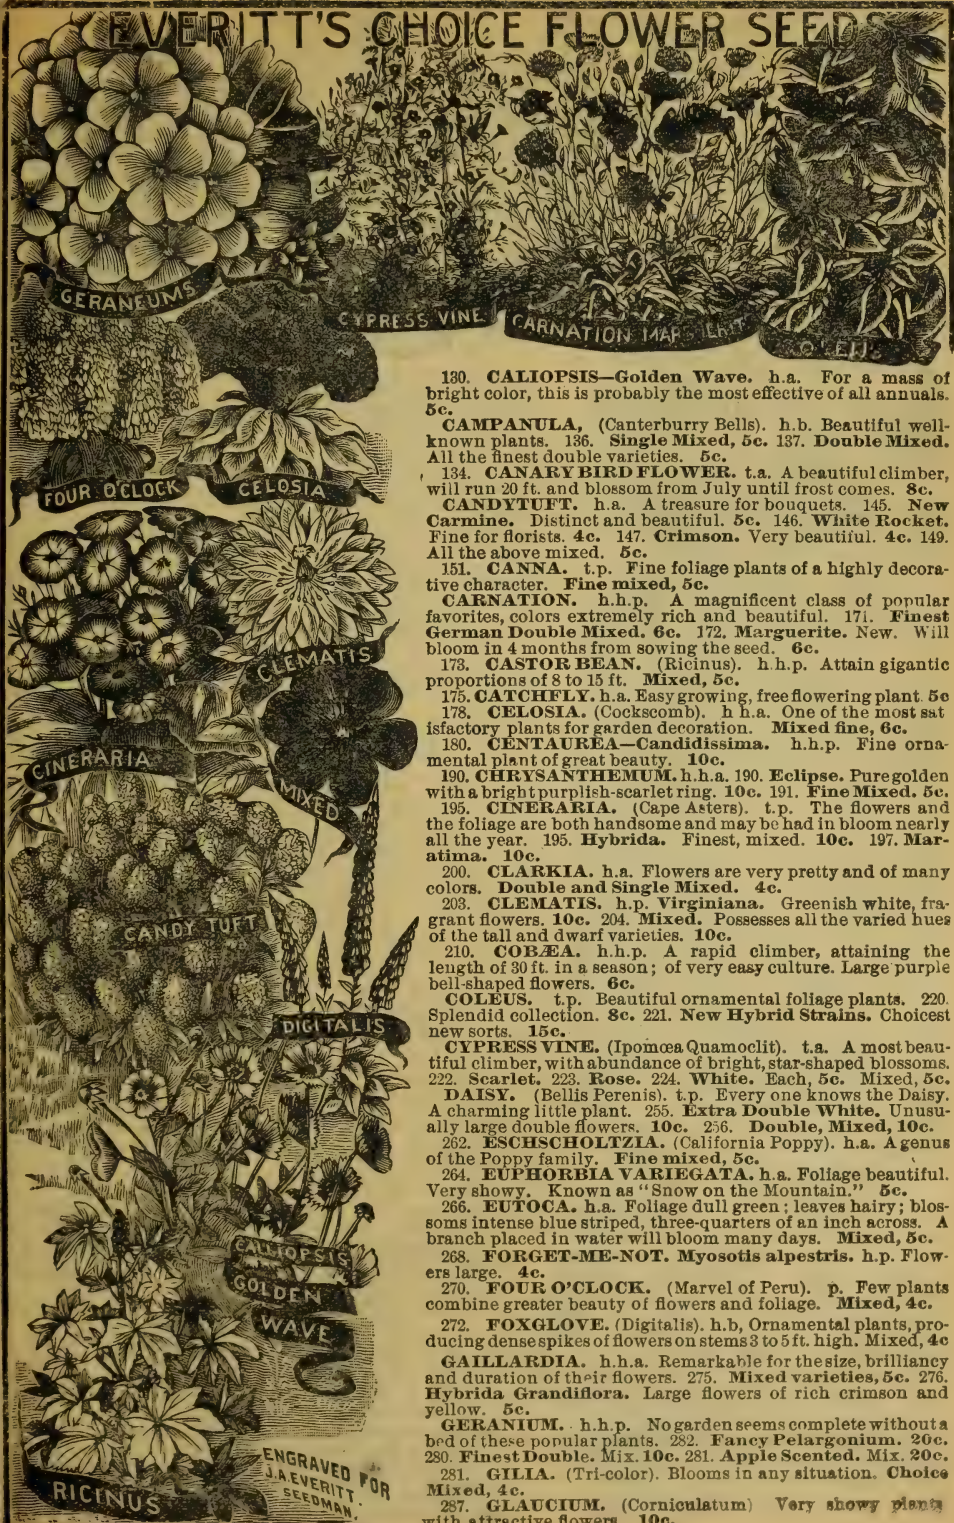 EVERITT'S CHOICE FLOWER SEEDS
GERANEUMS
CYPRESS VINE
CARNATION
FOUR O'CLOCK
CELOSIA
CLEMATIS
CINERARIA
MIXED
CANDY TUFT
DIGITALIS
CALLIOPSIS
GOLDEN
WAVE
RICINUS
ENGRAVED FOR
J.A. EVERITT
SEEDMAN.
130. CALIOPSIS—Golden Wave. h.a. For a mass of
bright color, this is probably the most effective of all annuals.
5c.
CAMPANULA, (Canterburry Bells). h.b. Beautiful well-
known plants. 136. Single Mixed, 5c. 137. Double Mixed.
All the finest double varieties. 5c.
134. CANARY BIRD FLOWER. t.a. A beautiful climber,
will run 20 ft. and blossom from July until frost comes. 8c.
CANDYTUFT. h.a. A treasure for bouquets. 145. New
Carmine. Distinct and beautiful. 5c. 146. White Rocket.
Fine for florists. 4c. 147. Crimson. Very beautiful. 4c. 149.
All the above mixed. 5c.
151. CANNA. t.p. Fine foliage plants of a highly decora-
tive character. Fine mixed, 5c.
CARNATION. h.h.p. A magnificent class of popular
favorites, colors extremely rich and beautiful. 171. Finest
German Double Mixed. 6c. 172. Marguerite. New. Will
bloom in 4 months from sowing the seed. 6c.
173. CASTOR BEAN. (Ricinus). h.h.p. Attain gigantic
proportions of 8 to 15 ft. Mixed, 5c.
175. CATCHFLY. h.a. Easy growing, free flowering plant. 5c
178. CELOSIA. (Cockscomb). h h.a. One of the most sat
isfactory plants for garden decoration. Mixed fine, 6c.
180. CENTAUREA—Candidissima. h.h.p. Fine orna-
mental plant of great beauty. 10c.
190. CHRYSANTHEMUM. h.h.a. 190. Eclipse. Pure golden
with a bright purplish-scarlet ring. 10c. 191. Fine Mixed. 5c.
195. CINERARIA. (Cape Asters). t.p. The flowers and
the foliage are both handsome and may be had in bloom nearly
all the year. 195. Hybrida. Finest, mixed. 10c. 197. Mar-
atima. 10c.
200. CLARKIA. h.a. Flowers are very pretty and of many
colors. Double and Single Mixed. 4c.
203. CLEMATIS. h.p. Virginiana. Greenish white, fra-
grant flowers. 10c. 204. Mixed. Possesses all the varied hues
of the tall and dwarf varieties. 10c.
210. COBÆA. h.h.p. A rapid climber, attaining the
length of 30 ft. in a season; of very easy culture. Large purple
bell-shaped flowers. 6c.
COLEUS. t.p. Beautiful ornamental foliage plants. 220.
Splendid collection. 8c. 221. New Hybrid Strains. Choicest
new sorts. 15c.
CYPRESS VINE. (Ipomœa Quamoclit). t.a. A most beau-
tiful climber, with abundance of bright, star-shaped blossoms.
222. Scarlet. 223. Rose. 224. White. Each, 5c. Mixed, 5c.
DAISY. (Bellis Perenis). t.p. Every one knows the Daisy.
A charming little plant. 255. Extra Double White. Unusu-
ally large double flowers. 10c. 256. Double, Mixed, 10c.
262. ESCHSCHOLTZIA. (California Poppy). h.a. A genus
of the Poppy family. Fine mixed, 5c.
264. EUPHORBIA VARIEGATA. h.a. Foliage beautiful.
Very showy. Known as "Snow on the Mountain." 5c.
266. EUTOCA. h.a. Foliage dull green; leaves hairy; blos-
soms intense blue striped, three-quarters of an inch across. A
branch placed in water will bloom many days. Mixed, 5c.
268. FORGET-ME-NOT. Myosotis alpestris. h.p. Flow-
ers large. 4c.
270. FOUR O'CLOCK. (Marvel of Peru). p. Few plants
combine greater beauty of flowers and foliage. Mixed, 4c.
272. FOXGLOVE. (Digitalis). h.b, Ornamental plants, pro-
ducing dense spikes of flowers on stems 3 to 5 ft. high. Mixed, 4c
GAILLARDIA. h.h.a. Remarkable for the size, brilliancy
and duration of their flowers. 275. Mixed varieties, 5c. 276.
Hybrida Grandiflora. Large flowers of rich crimson and
yellow. 5c.
GERANIUM. h.h.p. No garden seems complete without a
bed of these popular plants. 282. Fancy Pelargonium. 20c.
280. Finest Double. Mix. 10c. 281. Apple Scented. Mix. 20c.
281. GILIA. (Tri-color). Blooms in any situation. Choice
Mixed, 4c.
287. GLAUCIUM. (Corniculatum) Very showy plants
with attractive flowers. 10c.